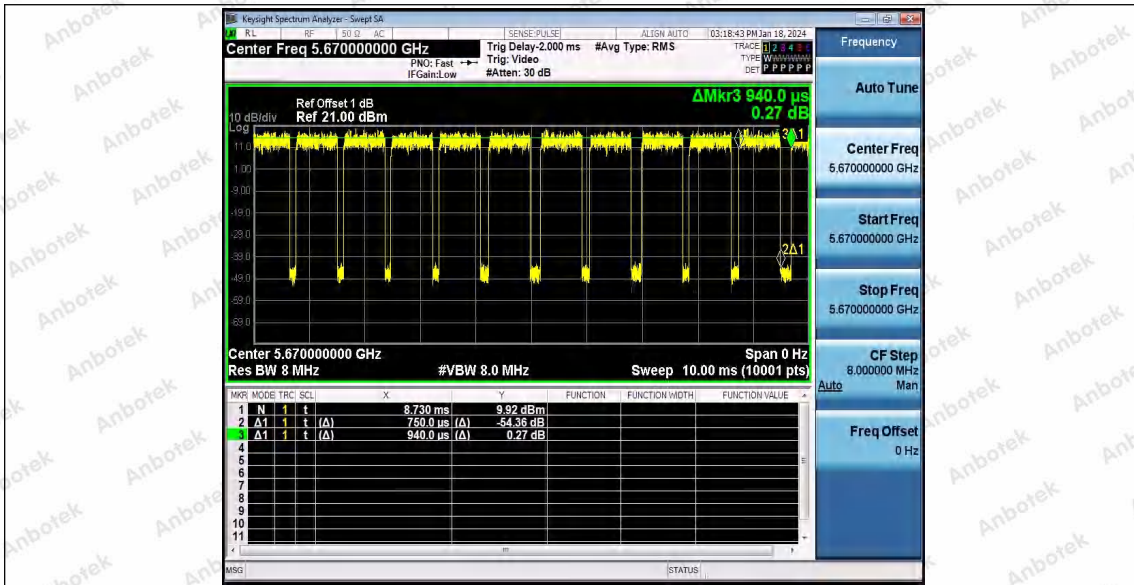 Keysight Spectrum Analyzer - Swept SA
RL RF 50 Ω AC SENSE:PULSE ALIGN AUTO 03:18:43 PM Jan 18, 2024
Center Freq 5.670000000 GHz
Trig Delay-2.000 ms #Avg Type: RMS
PNO: Fast Trig: Video
IFGain:Low #Atten: 30 dB
TRACE 1 2 3 4 5 6
TYPE WWWWWW
DET P P P P P P
ΔMkr3 940.0 µs
0.27 dB
Ref Offset 1 dB
10 dB/div Ref 21.00 dBm
Log
11.0
1.00
-9.00
-19.0
-29.0
-39.0
-49.0
-59.0
-69.0
3Δ1
2Δ1
Center 5.670000000 GHz Span 0 Hz
Res BW 8 MHz #VBW 8.0 MHz Sweep 10.00 ms (10001 pts)
MKR MODE TRC SCL X Y FUNCTION FUNCTION WIDTH FUNCTION VALUE
1 N 1 t 8.730 ms 9.92 dBm
2 Δ1 1 t (Δ) 750.0 µs (Δ) -54.36 dB
3 Δ1 1 t (Δ) 940.0 µs (Δ) 0.27 dB
4
5
6
7
8
9
10
11
MSG STATUS
Frequency
Auto Tune
Center Freq
5.670000000 GHz
Start Freq
5.670000000 GHz
Stop Freq
5.670000000 GHz
CF Step
8.000000 MHz
Auto Man
Freq Offset
0 Hz
Anbotek